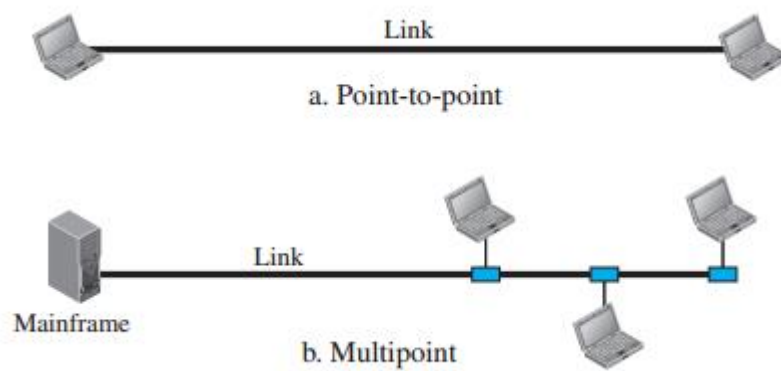 Link
a. Point-to-point
Link
Mainframe
b. Multipoint